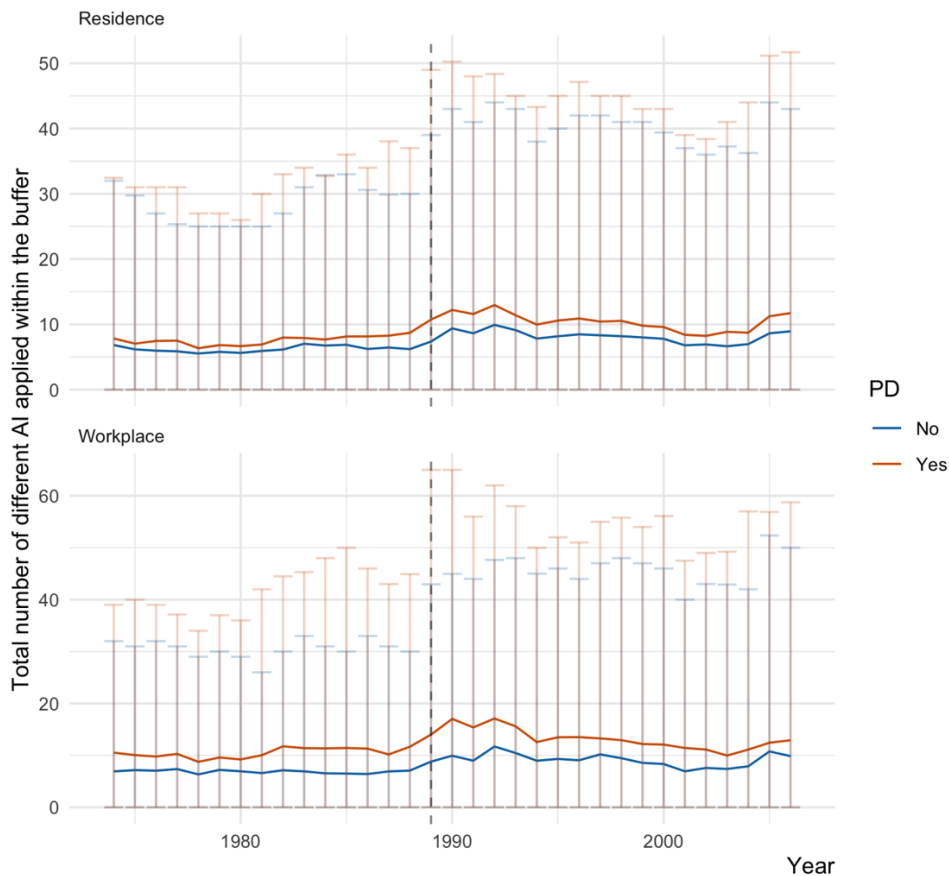 Residence
50
40
30
20
10
0
Workplace
60
40
20
0
1980
1990
2000
Year
Total number of different AI applied within the buffer
PD
No
Yes